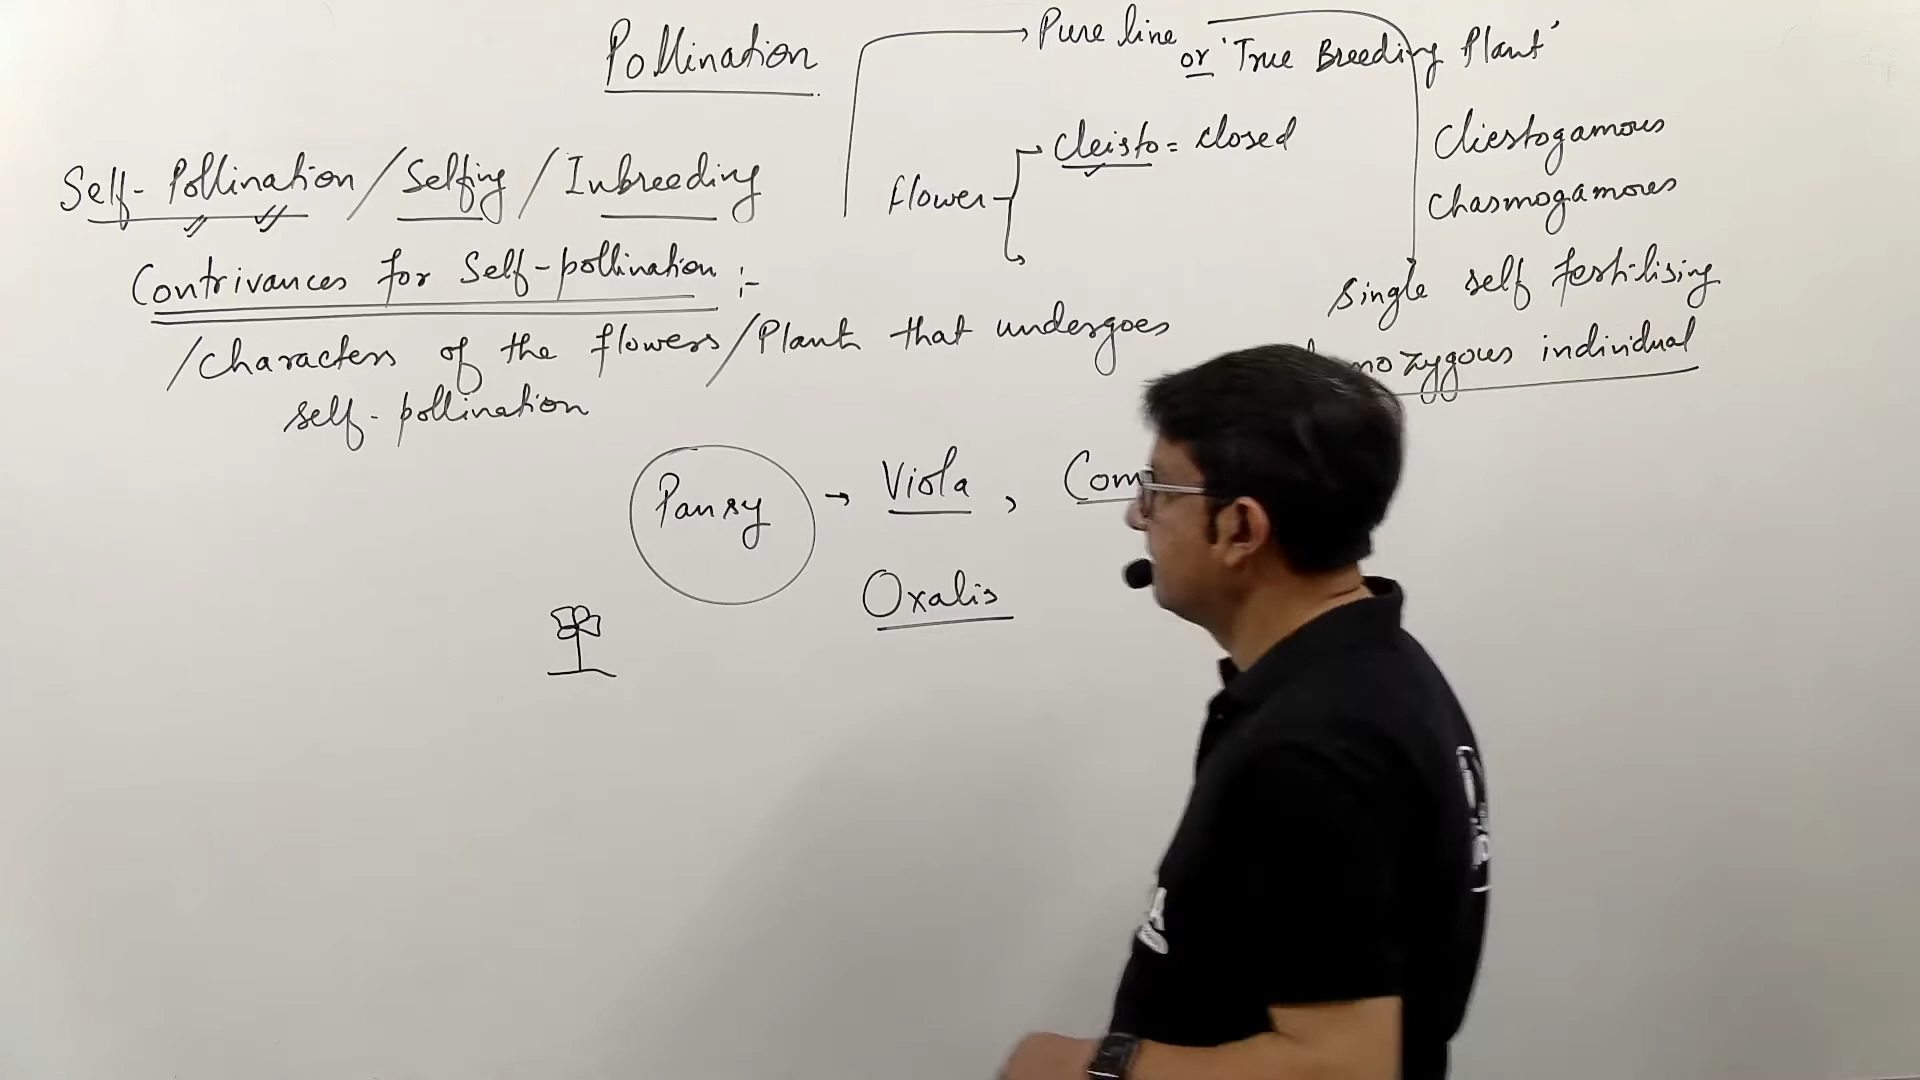 Pollination
Pure line
or 'True Breeding Plant'
Self-Pollination / Selfing / Inbreeding
flower
Cleisto = closed
Cliestogamous
Chasmogamous
Contrivances for Self-pollination :-
/ Characters of the flowers / Plant that undergoes
self-pollination
Single self fertilising
individual
Pansy → Viola ,
Oxalis